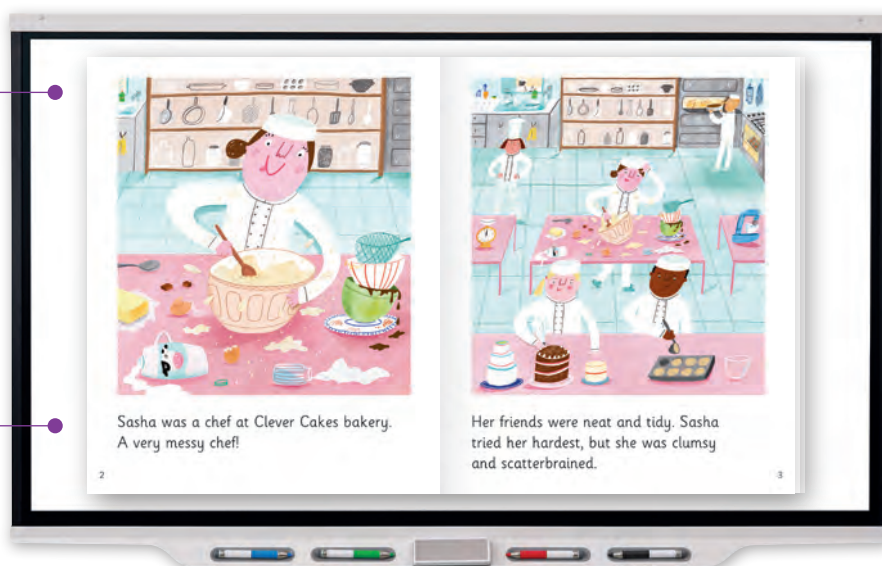 Sasha was a chef at Clever Cakes bakery.
A very messy chef!
2
Her friends were neat and tidy. Sasha
tried her hardest, but she was clumsy
and scatterbrained.
3